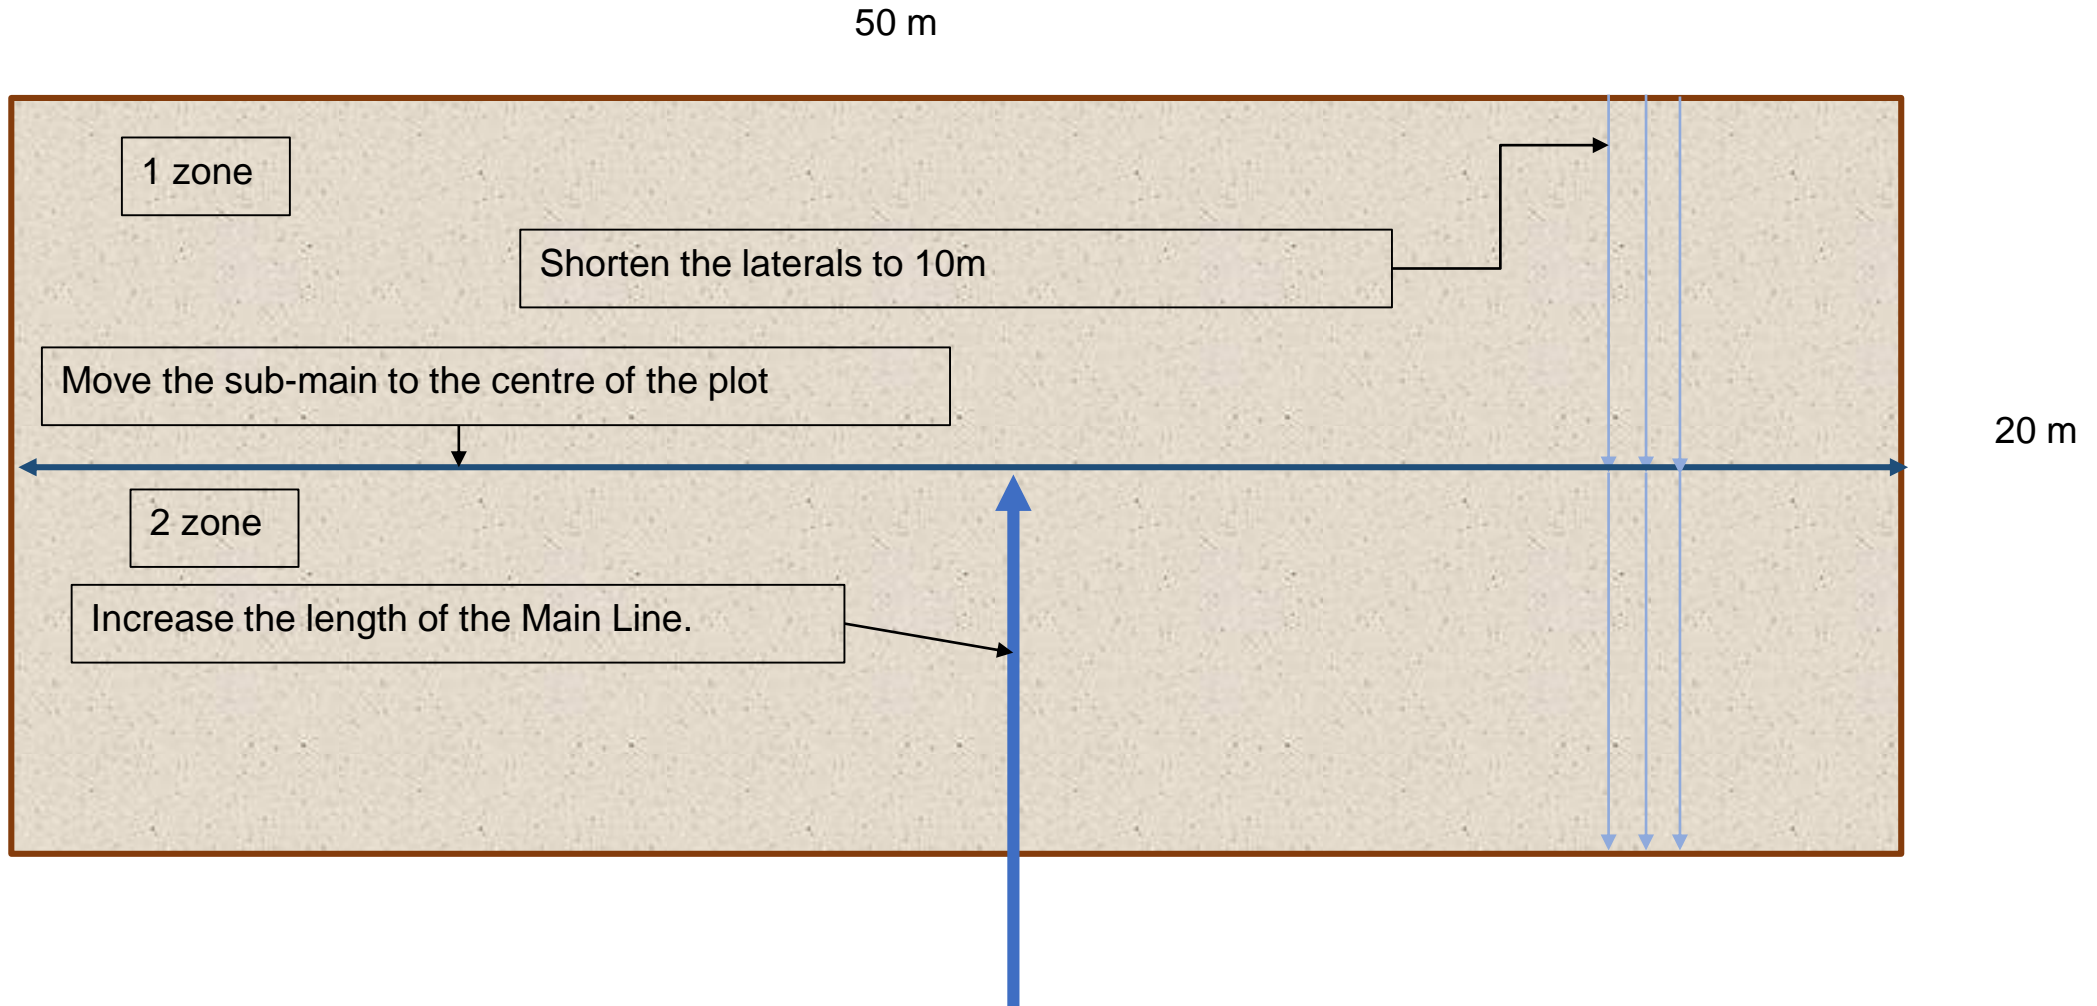 50 m
1 zone
Shorten the laterals to 10m
Move the sub-main to the centre of the plot
20 m
2 zone
Increase the length of the Main Line.